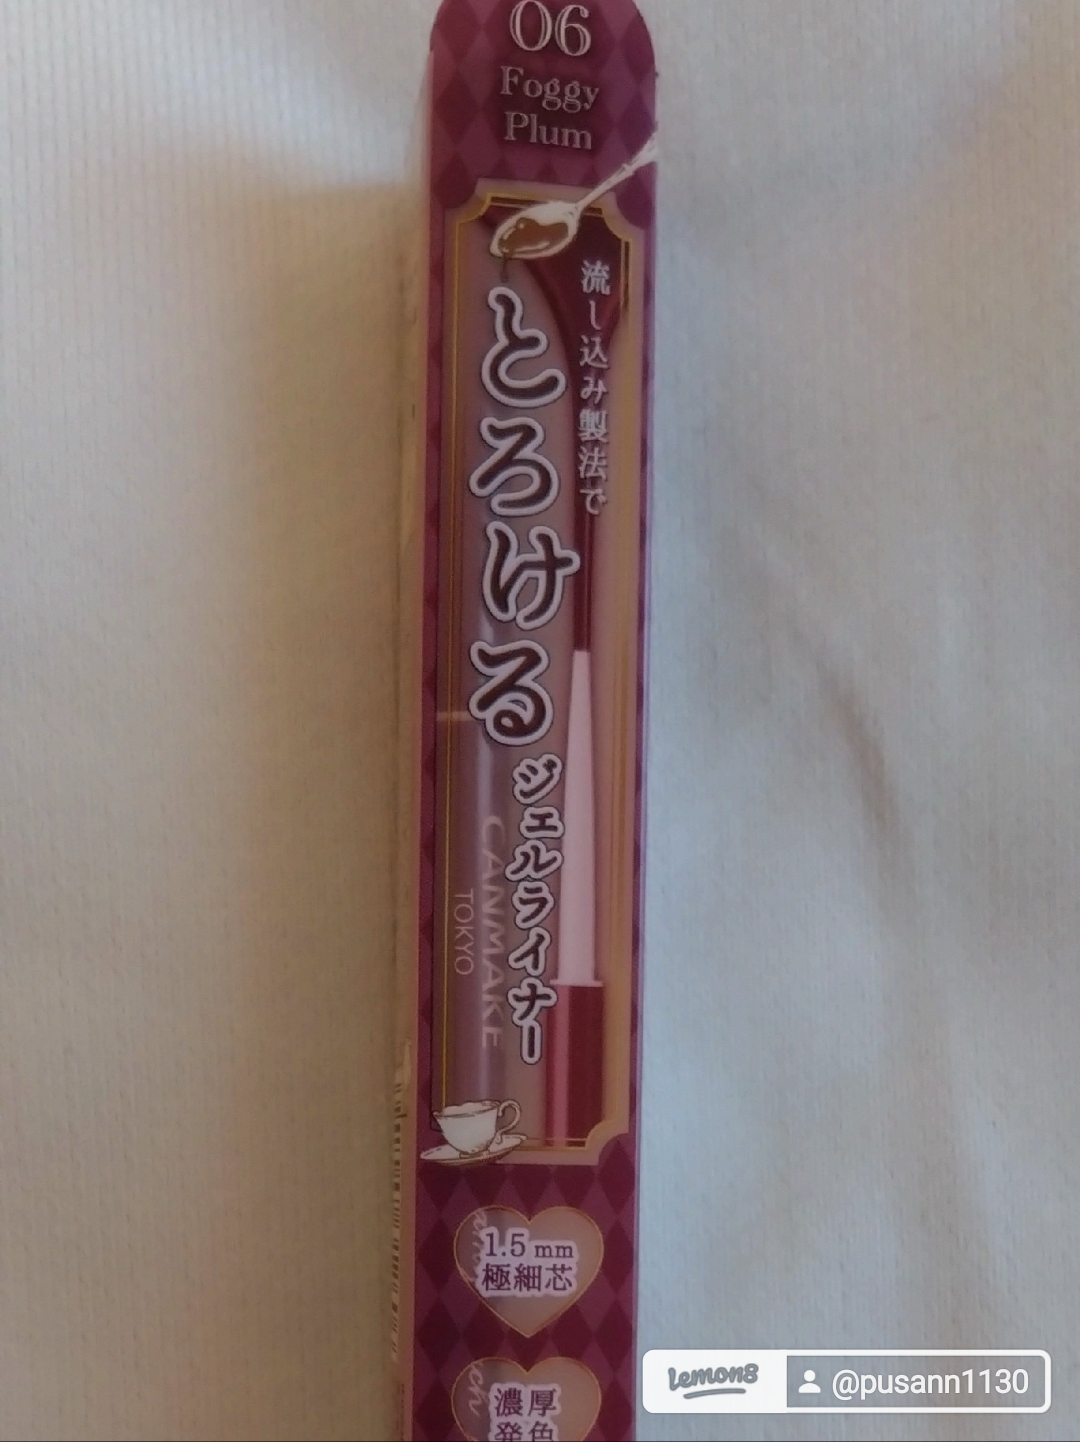 06
Foggy
Plum
流し込み製法で
とろける
ジェルライナー
CANMAKE
TOKYO
1.5mm
極細芯
濃厚
発色
lemon8
@pusann1130